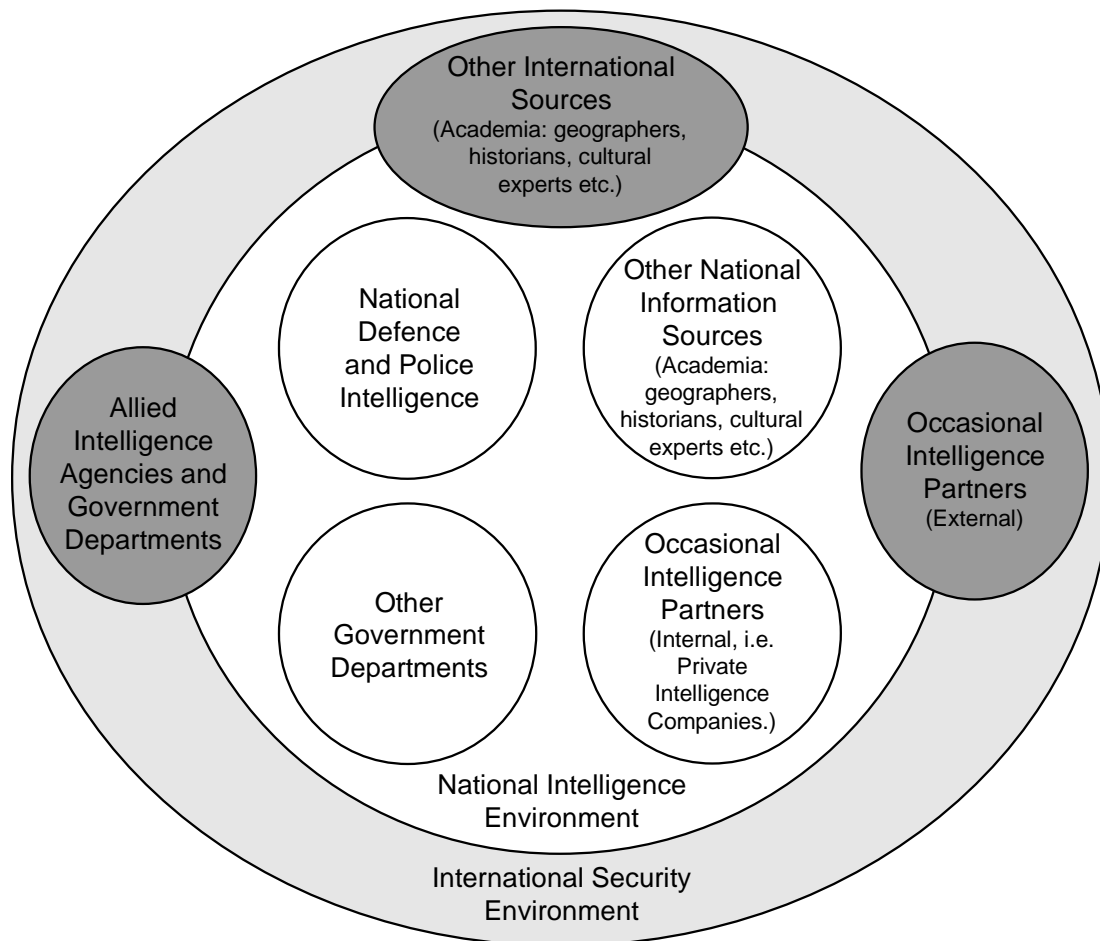 Other International
Sources
(Academia: geographers,
historians, cultural
experts etc.)
National
Defence
and Police
Intelligence
Other National
Information
Sources
(Academia:
geographers,
historians, cultural
experts etc.)
Allied
Intelligence
Agencies and
Government
Departments
Occasional
Intelligence
Partners
(External)
Other
Government
Departments
Occasional
Intelligence
Partners
(Internal, i.e.
Private
Intelligence
Companies.)
National Intelligence
Environment
International Security
Environment